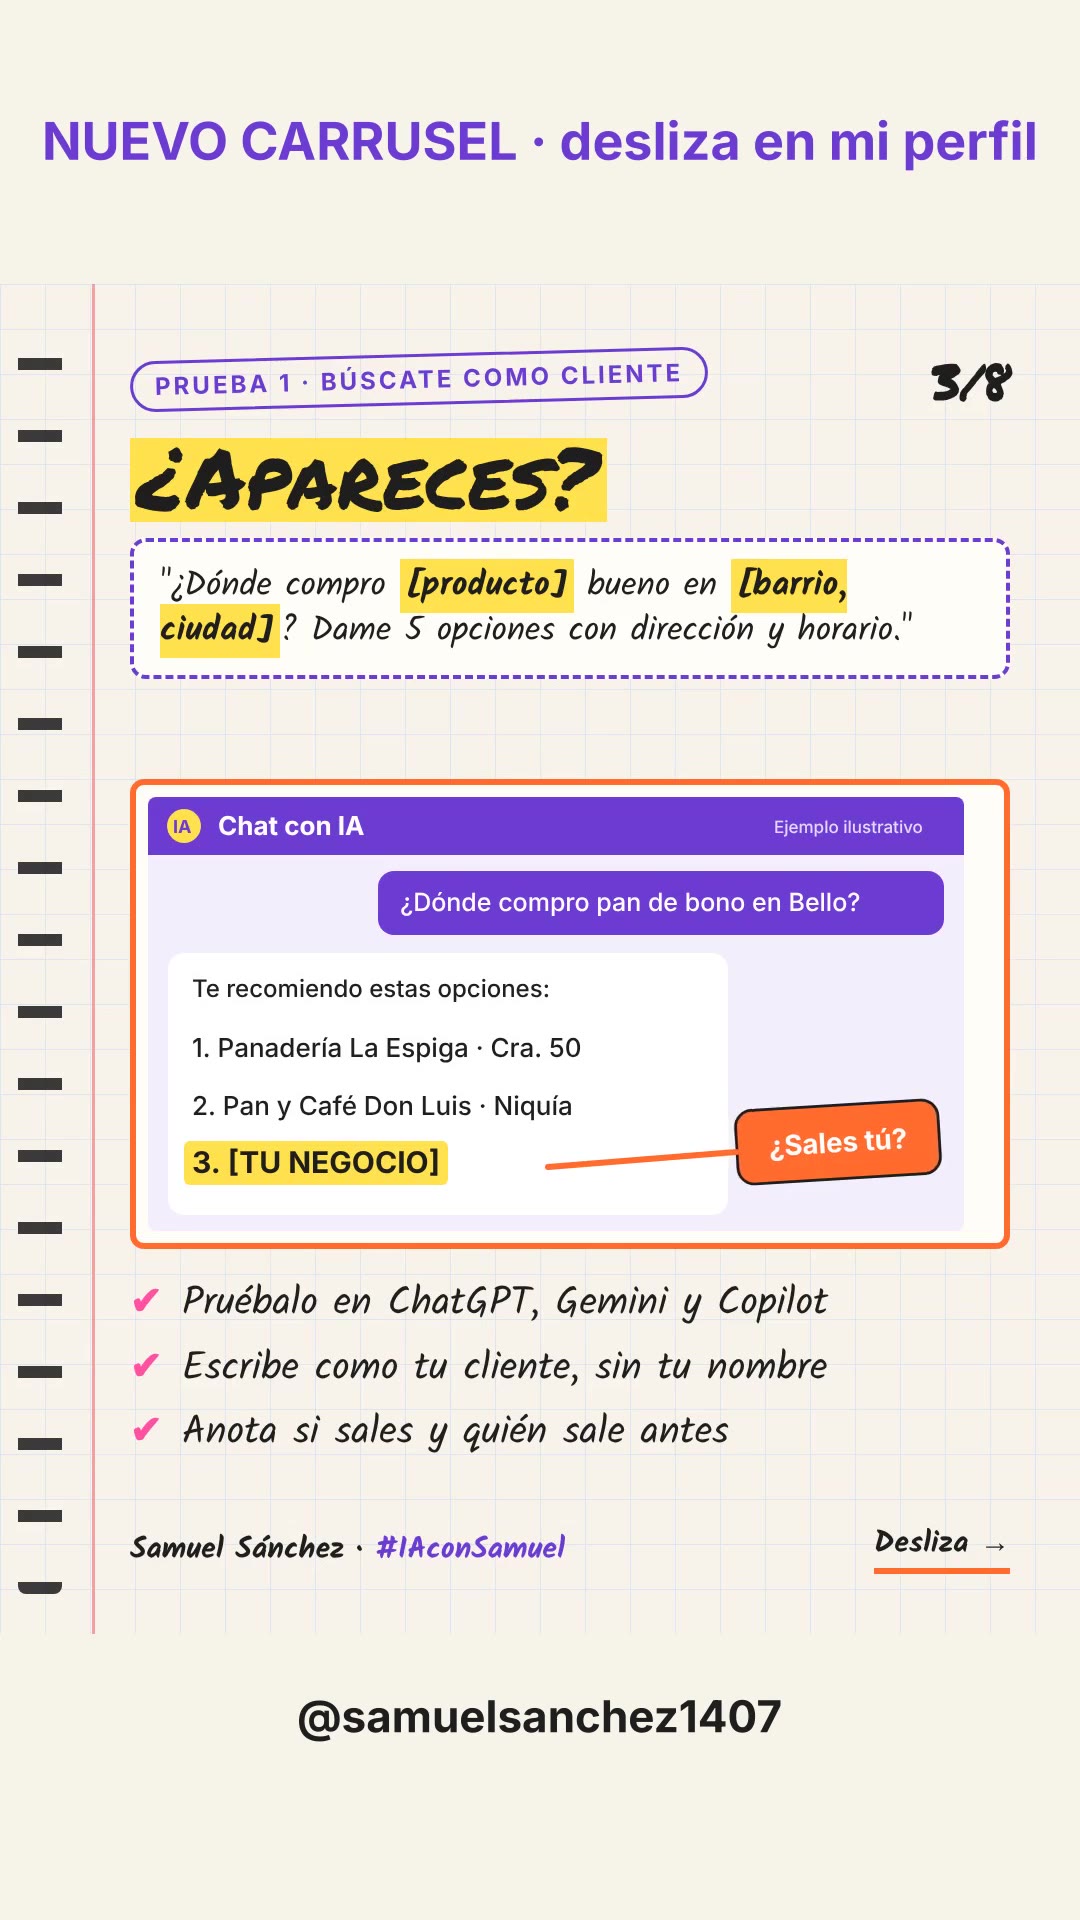 NUEVO CARRUSEL · desliza en mi perfil
PRUEBA 1 · BÚSCATE COMO CLIENTE
3/8
¿APARECES?
"¿Dónde compro [producto] bueno en [barrio,
ciudad]? Dame 5 opciones con dirección y horario."
IA Chat con IA
Ejemplo ilustrativo
¿Dónde compro pan de bono en Bello?
Te recomiendo estas opciones:
1. Panadería La Espiga · Cra. 50
2. Pan y Café Don Luis · Niquía
3. [TU NEGOCIO]
¿Sales tú?
✔ Pruébalo en ChatGPT, Gemini y Copilot
✔ Escribe como tu cliente, sin tu nombre
✔ Anota si sales y quién sale antes
Samuel Sánchez · #IAconSamuel
Desliza →
@samuelsanchez1407